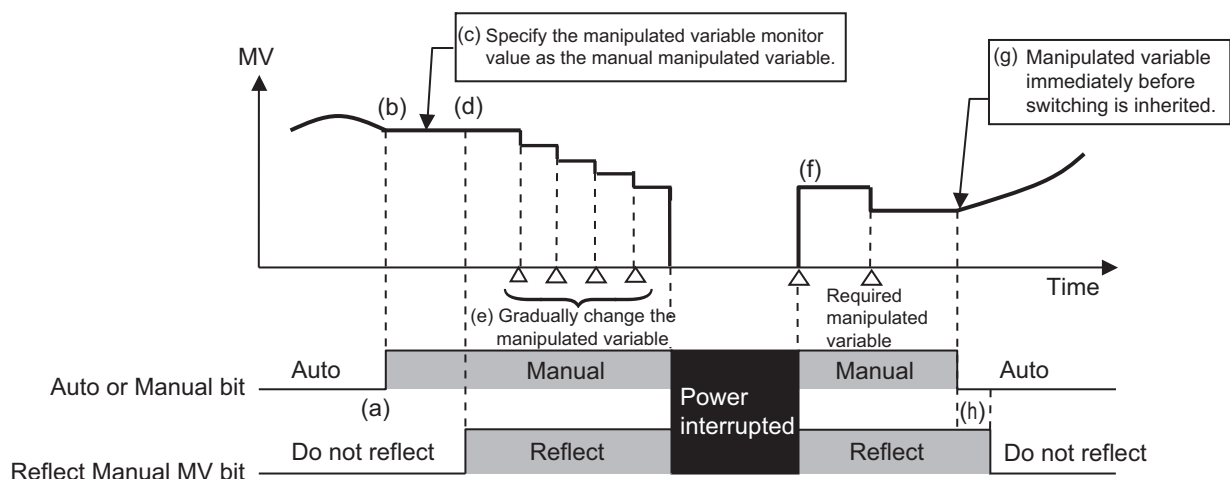 (c) Specify the manipulated variable monitor
value as the manual manipulated variable.
MV
(g) Manipulated variable
immediately before
switching is inherited.
(b)
(d)
(f)
Time
(e) Gradually change the
manipulated variable
Required
manipulated
variable
Auto or Manual bit
Auto
Manual
Power
interrupted
Manual
Auto
(a)
(h)
Reflect Manual MV bit
Do not reflect
Reflect
Reflect
Do not reflect